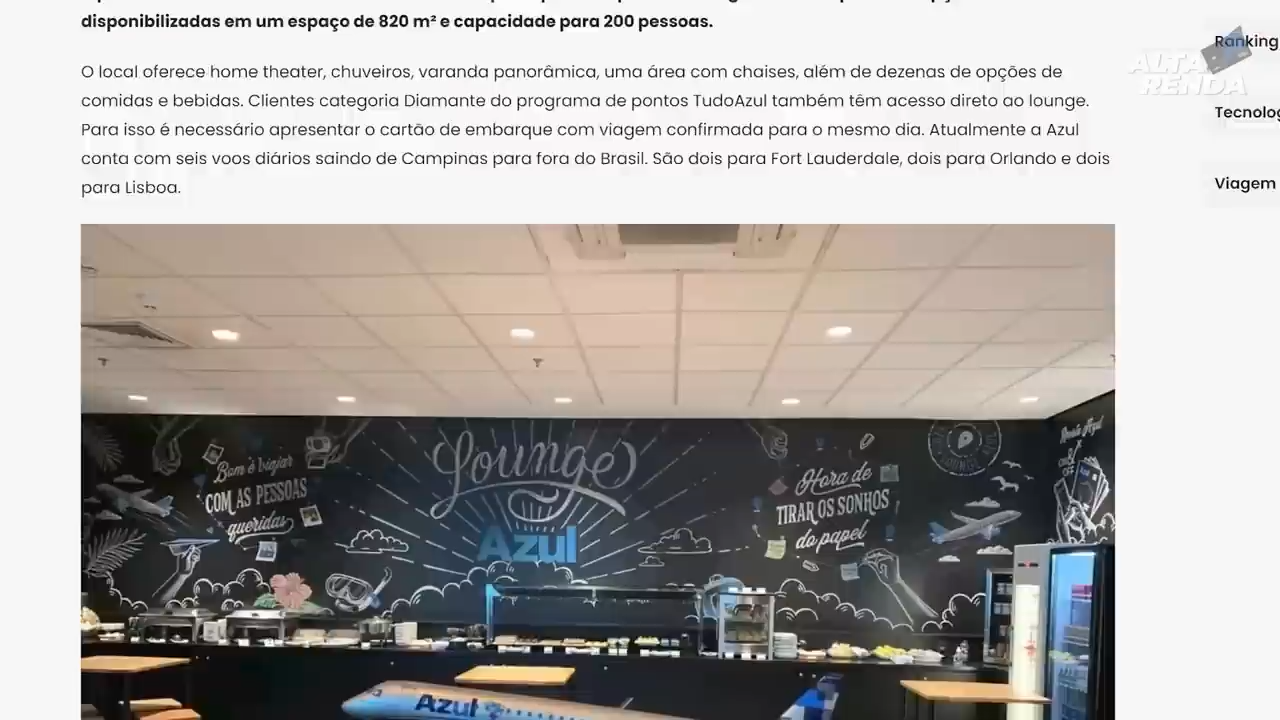 disponibilizadas em um espaço de 820 m² e capacidade para 200 pessoas.
O local oferece home theater, chuveiros, varanda panorâmica, uma área com chaises, além de dezenas de opções de
comidas e bebidas. Clientes categoria Diamante do programa de pontos TudoAzul também têm acesso direto ao lounge.
Para isso é necessário apresentar o cartão de embarque com viagem confirmada para o mesmo dia. Atualmente a Azul
conta com seis voos diários saindo de Campinas para fora do Brasil. São dois para Fort Lauderdale, dois para Orlando e dois
para Lisboa.
Ranking
ALTA
RENDA
Tecnolog
Viagem
Bom é viajar
COM AS PESSOAS
queridas
Lounge
Azul
Hora de
TIRAR OS SONHOS
do papel
Azul